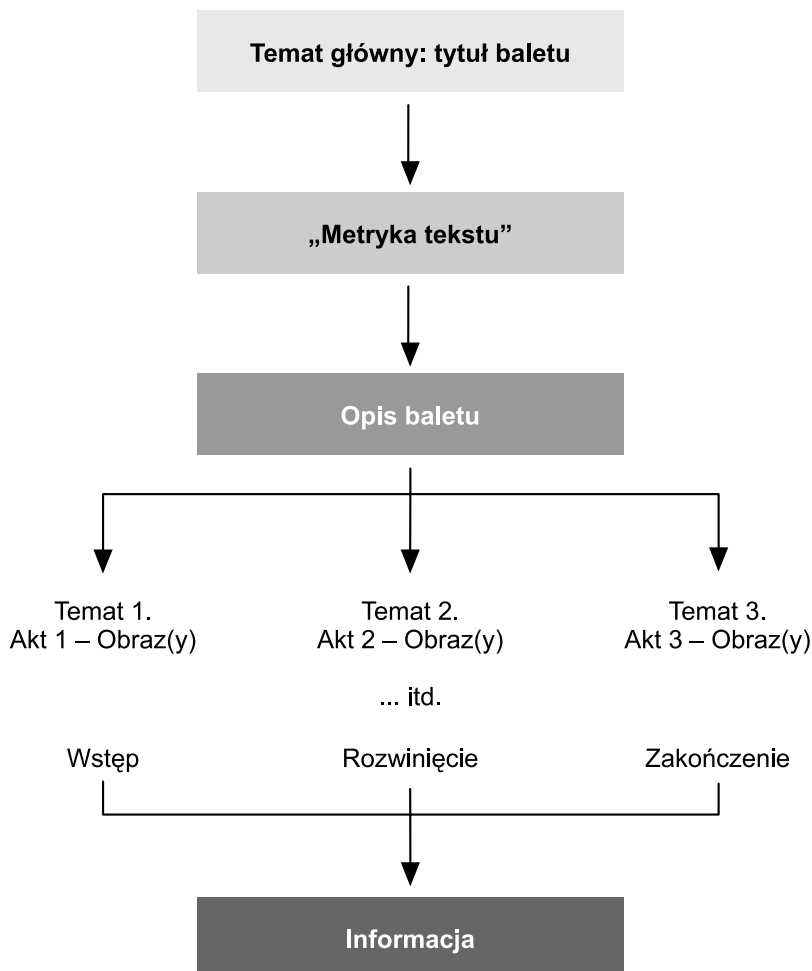 Temat główny: tytuł baletu
„Metryka tekstu”
Opis baletu
Temat 1.
Akt 1 – Obraz(y)
Temat 2.
Akt 2 – Obraz(y)
Temat 3.
Akt 3 – Obraz(y)
... itd.
Wstęp
Rozwinięcie
Zakończenie
Informacja